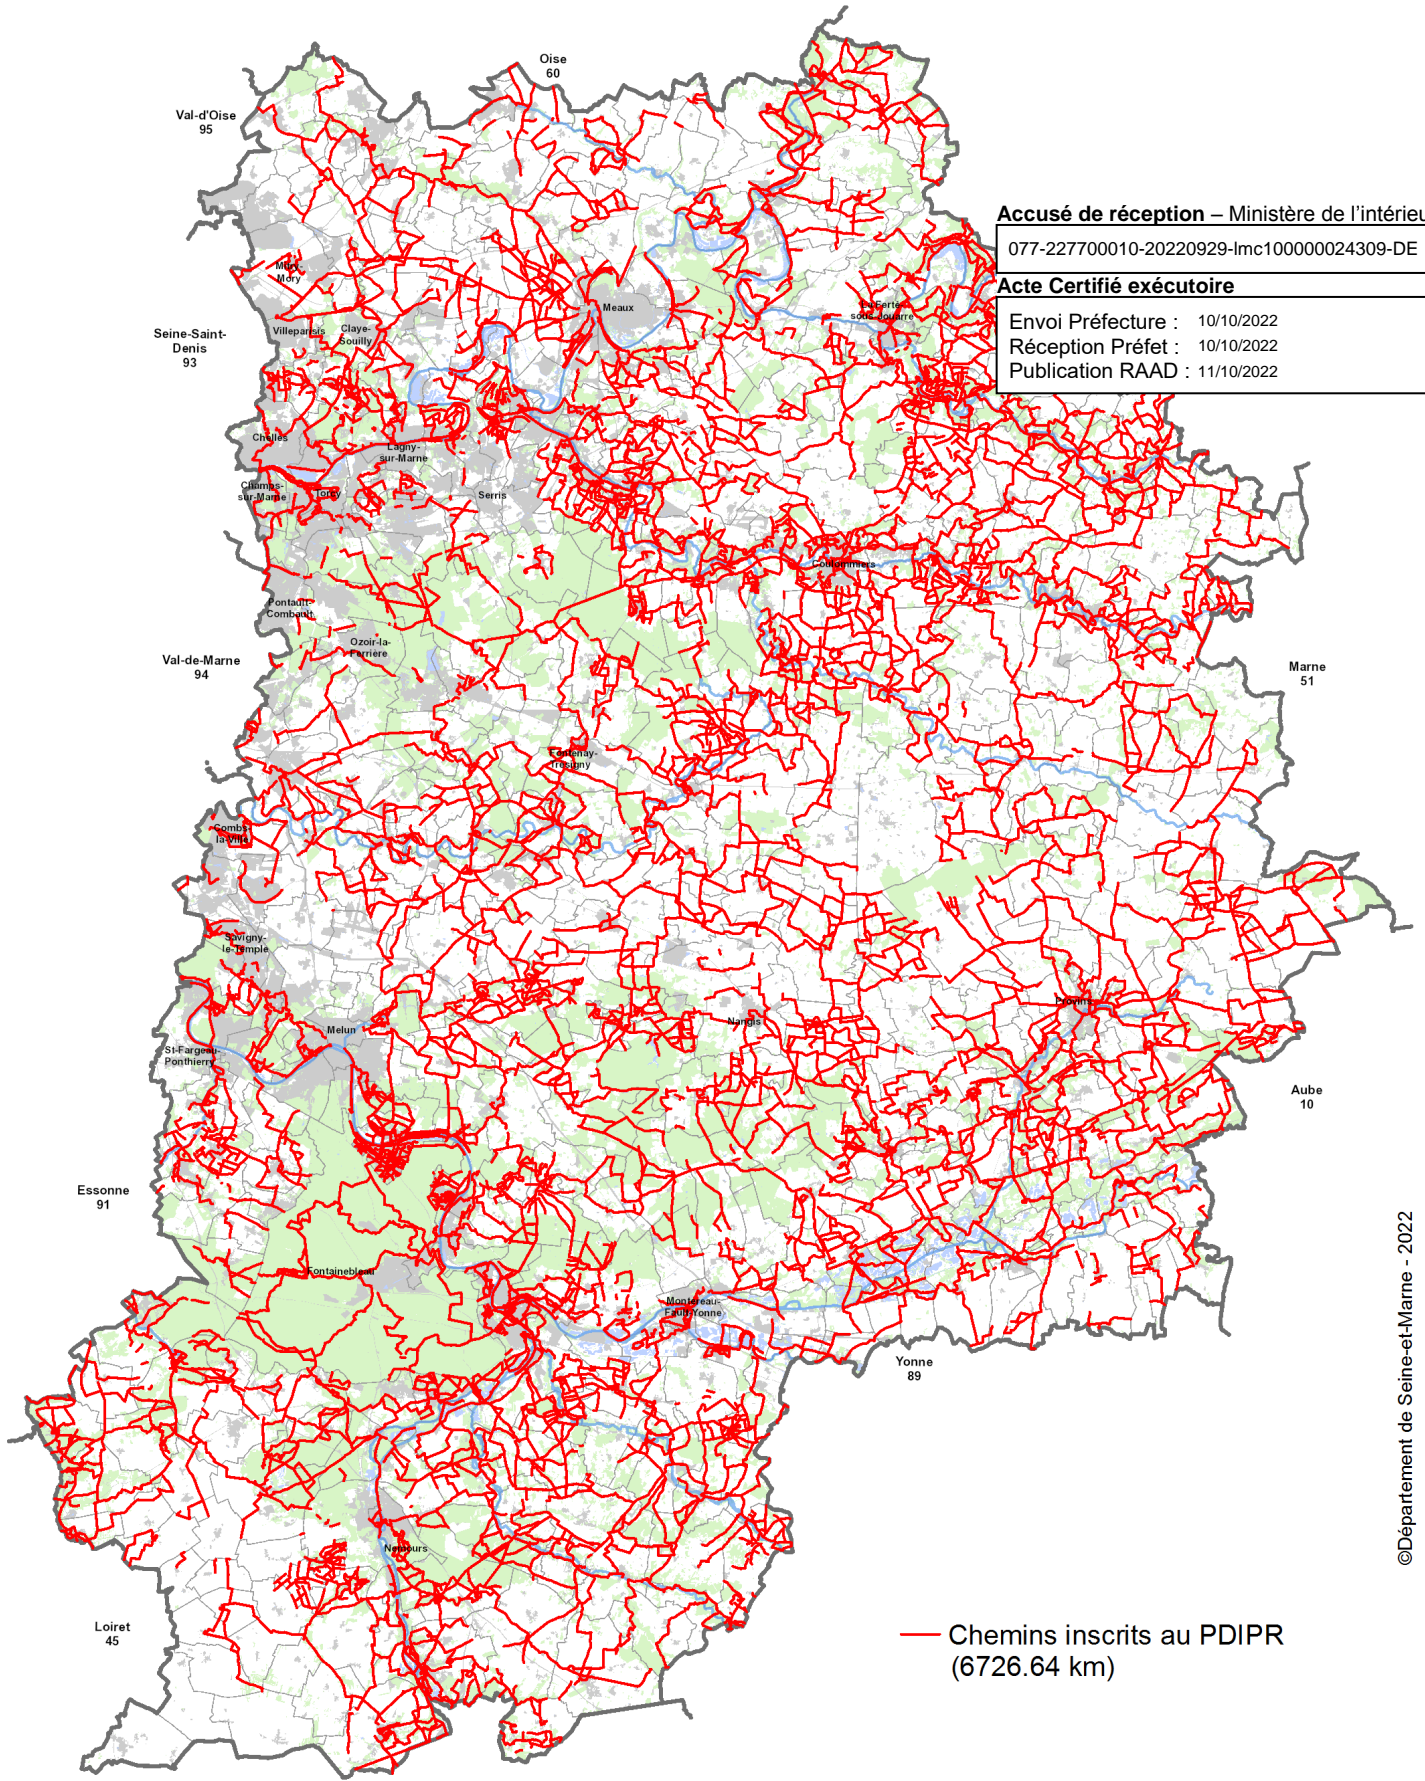 Oise
60
Val-d'Oise
95
Accusé de réception – Ministère de l'intérieu
077-227700010-20220929-lmc100000024309-DE
Acte Certifié exécutoire
Envoi Préfecture : 10/10/2022
Réception Préfet : 10/10/2022
Publication RAAD : 11/10/2022
Mitry-
Mory
Meaux
La Ferté-
sous-Jouarre
Villeparisis
Claye-
Souilly
Seine-Saint-
Denis
93
Chelles
Lagny-
sur-Marne
Champs-
sur-Marne
Torcy
Serris
Coulommiers
Pontault-
Combault
Ozoir-la-
Ferrière
Val-de-Marne
94
Marne
51
Fontenay-
Trésigny
Combs-
la-Ville
Savigny-
le-Temple
Provins
Nangis
Melun
St-Fargeau-
Ponthierry
Aube
10
Essonne
91
Fontainebleau
Montereau-
Fault-Yonne
Yonne
89
Nemours
Loiret
45
Chemins inscrits au PDIPR
(6726.64 km)
©Département de Seine-et-Marne - 2022